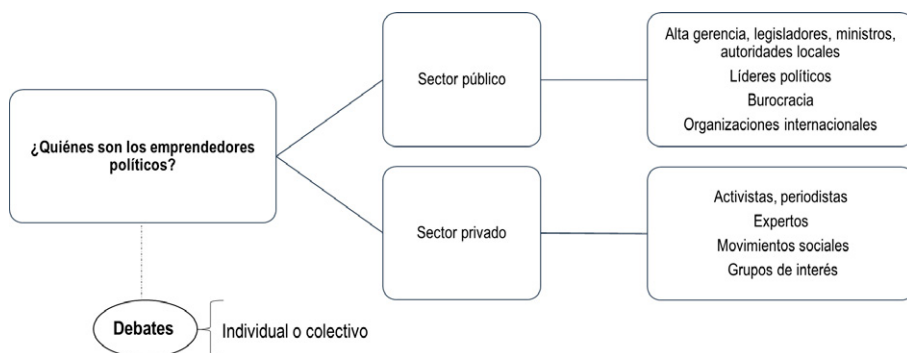 ¿Quiénes son los emprendedores
políticos?
Sector público
Alta gerencia, legisladores, ministros,
autoridades locales
Líderes políticos
Burocracia
Organizaciones internacionales
Sector privado
Activistas, periodistas
Expertos
Movimientos sociales
Grupos de interés
Debates
Individual o colectivo